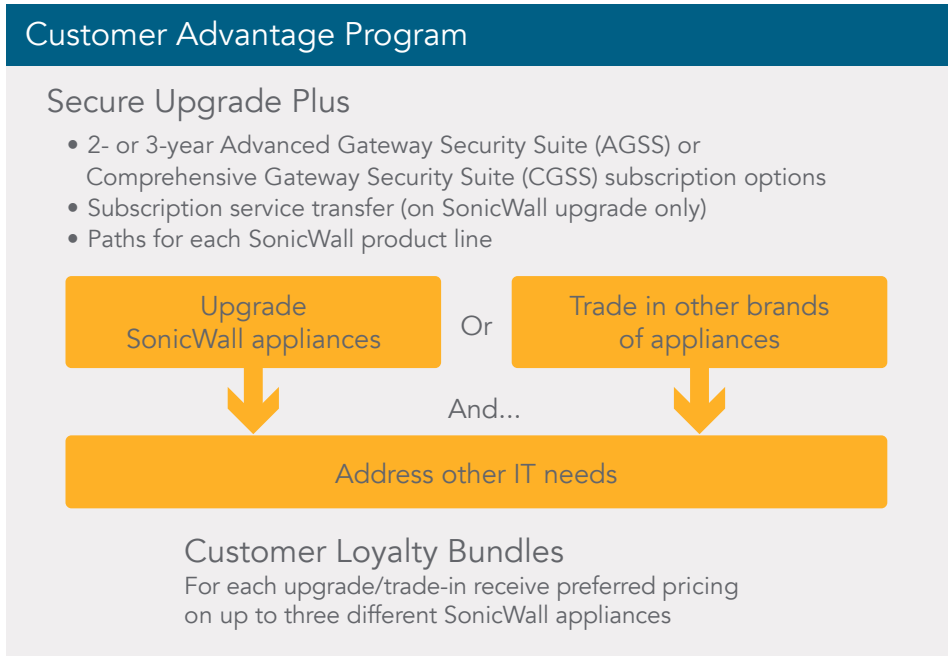 Customer Advantage Program
Secure Upgrade Plus
• 2- or 3-year Advanced Gateway Security Suite (AGSS) or
Comprehensive Gateway Security Suite (CGSS) subscription options
• Subscription service transfer (on SonicWall upgrade only)
• Paths for each SonicWall product line
Upgrade
SonicWall appliances
Or
Trade in other brands
of appliances
And...
Address other IT needs
Customer Loyalty Bundles
For each upgrade/trade-in receive preferred pricing
on up to three different SonicWall appliances